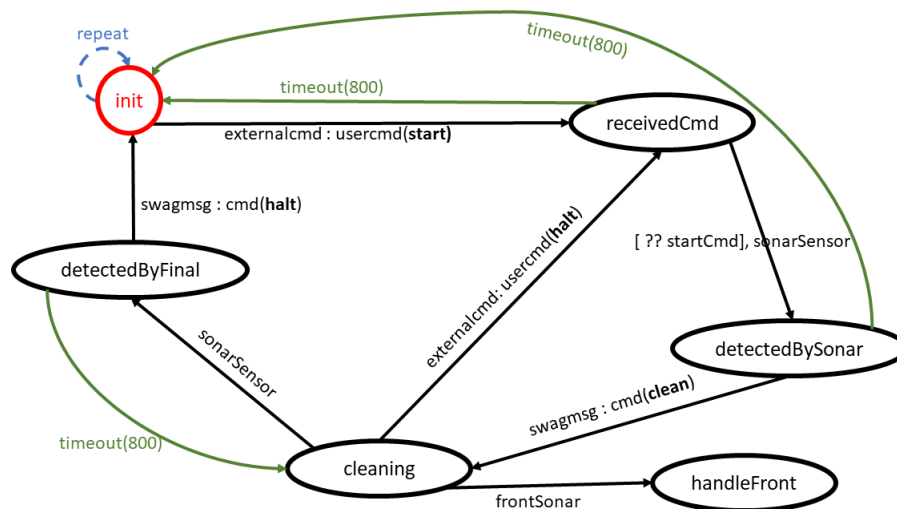 repeat
timeout(800)
init
timeout(800)
receivedCmd
externalcmd : usercmd(start)
swagmsg : cmd(halt)
[ ?? startCmd], sonarSensor
detectedByFinal
externalcmd: usercmd(halt)
detectedBySonar
sonarSensor
swagmsg : cmd(clean)
timeout(800)
cleaning
handleFront
frontSonar